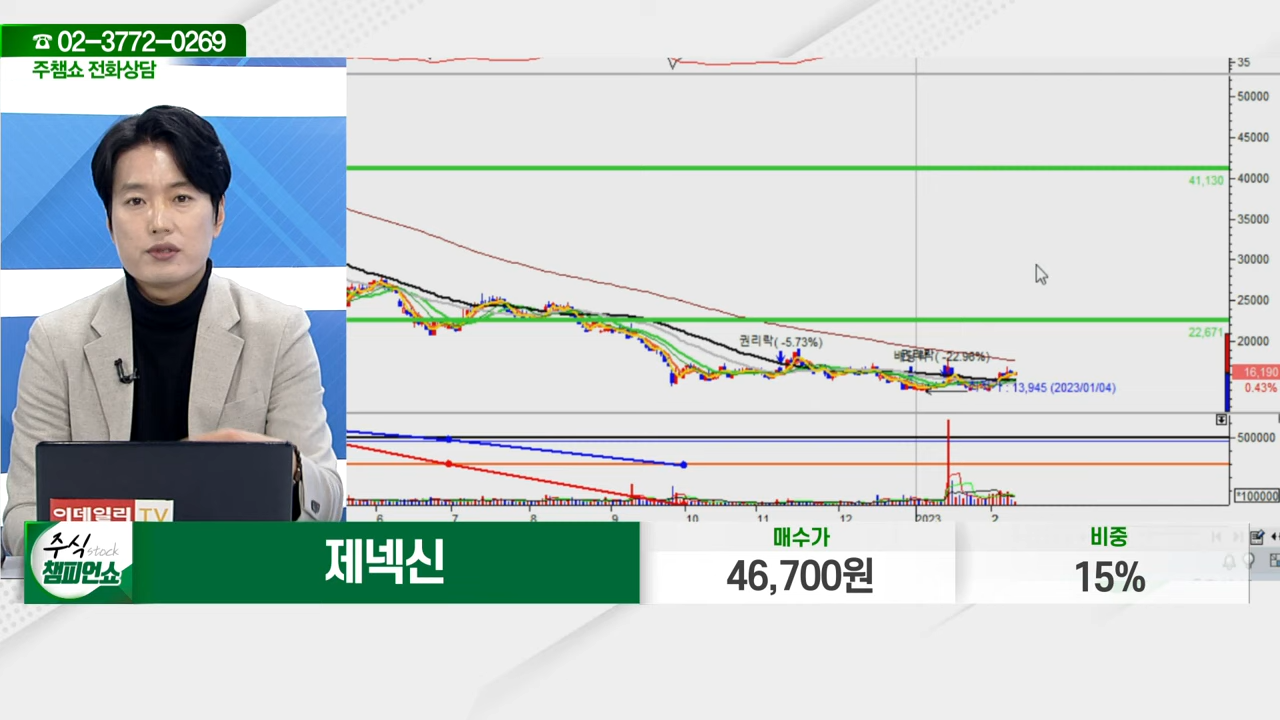 ☎ 02-3772-0269
주챔쇼 전화상담
35
50000
45000
41,130
40000
35000
30000
25000
22,671
20000
권리락( -5.73%)
( -22.96%)
16,190
0.43%
13,945 (2023/01/04)
500000
*100000
6 7 8 9 10 11 12 2023 2
이데일리 TV
주식 stock
챔피언쇼
제넥신
매수가
46,700원
비중
15%